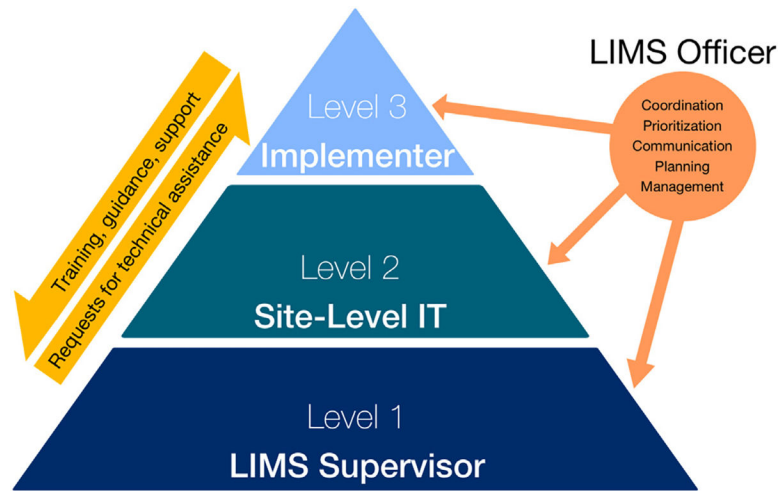 LIMS Officer
Coordination
Prioritization
Communication
Planning
Management
Training, guidance, support
Requests for technical assistance
Level 3
Implementer
Level 2
Site-Level IT
Level 1
LIMS Supervisor